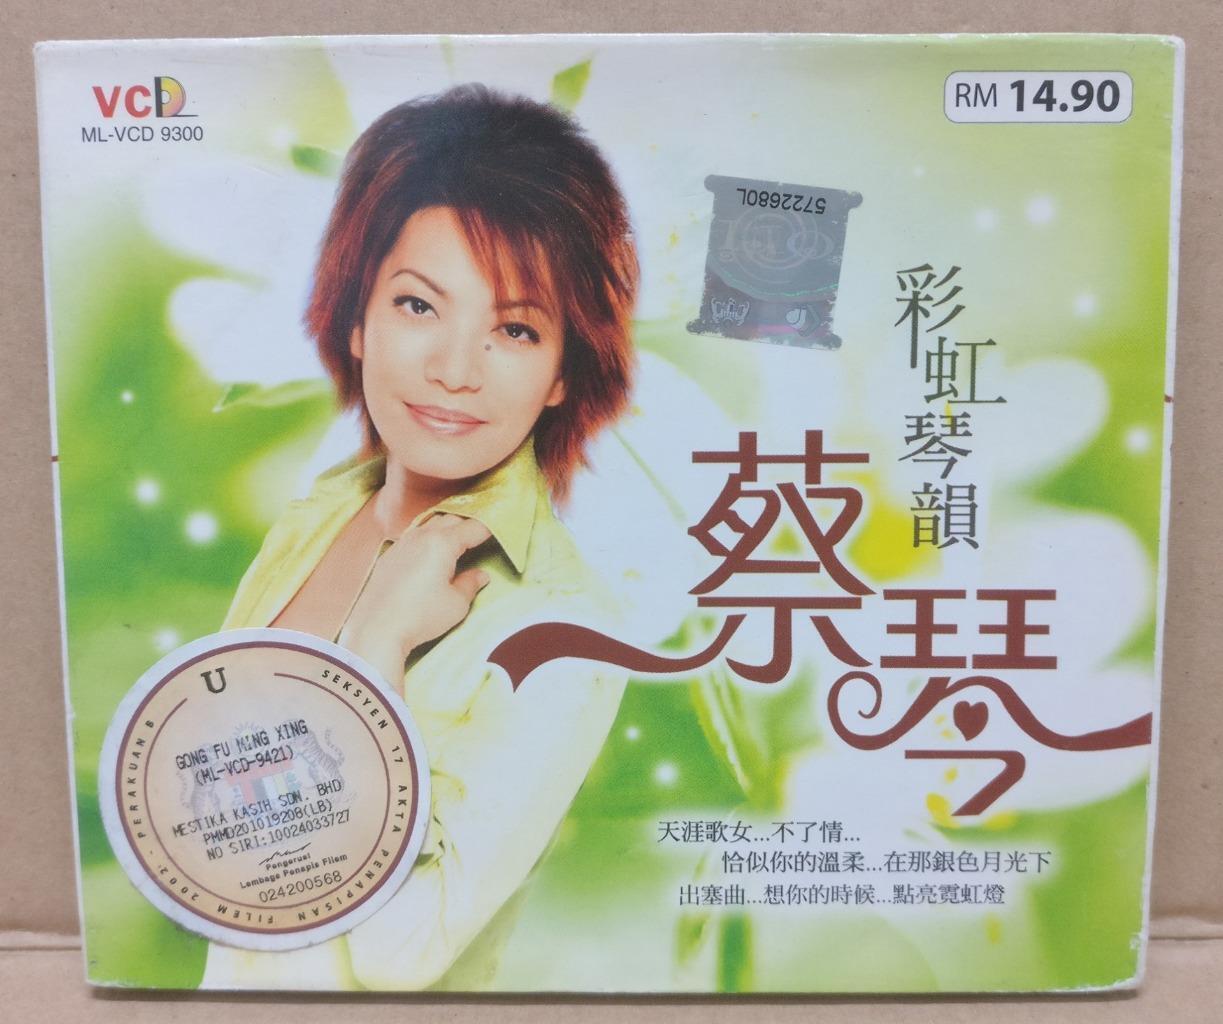 VCD
ML-VCD 9300
RM 14.90
5722680L
彩虹琴韻
蔡琴
天涯歌女...不了情...
恰似你的溫柔...在那銀色月光下
出塞曲...想你的時候...點亮霓虹燈
U
PERAKUAN B
SEKSYEN 17 AKTA PENAPISAN FILEM 2002
GONG FU MING XING
(ML-VCD-9421)
MESTIKA KASIH SDN. BHD
PMMD201019208(LB)
NO SIRI:10024033727
Pengerusi
Lembaga Penapis Filem
024200568